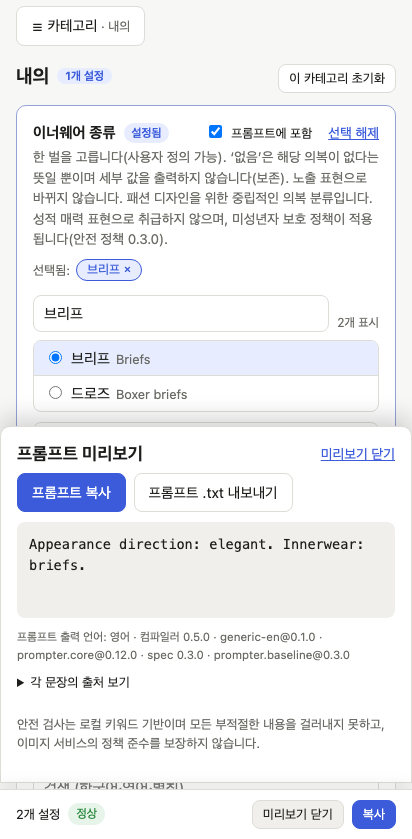 ≡ 카테고리 · 내의
내의 1개 설정 이 카테고리 초기화
이너웨어 종류 설정됨 프롬프트에 포함 선택 해제
한 벌을 고릅니다(사용자 정의 가능). ‘없음’은 해당 의복이 없다는
뜻일 뿐이며 세부 값을 출력하지 않습니다(보존). 노출 표현으로
바뀌지 않습니다. 패션 디자인을 위한 중립적인 의복 분류입니다.
성적 매력 표현으로 취급하지 않으며, 미성년자 보호 정책이 적용
됩니다(안전 정책 0.3.0).
선택됨: 브리프 ×
브리프 2개 표시
브리프 Briefs
드로즈 Boxer briefs
프롬프트 미리보기 미리보기 닫기
프롬프트 복사 프롬프트 .txt 내보내기
Appearance direction: elegant. Innerwear:
briefs.
프롬프트 출력 언어: 영어 · 컴파일러 0.5.0 · generic-en@0.1.0 ·
prompter.core@0.12.0 · spec 0.3.0 · prompter.baseline@0.3.0
▶ 각 문장의 출처 보기
안전 검사는 로컬 키워드 기반이며 모든 부적절한 내용을 걸러내지 못하고,
이미지 서비스의 정책 준수를 보장하지 않습니다.
2개 설정 정상 미리보기 닫기 복사